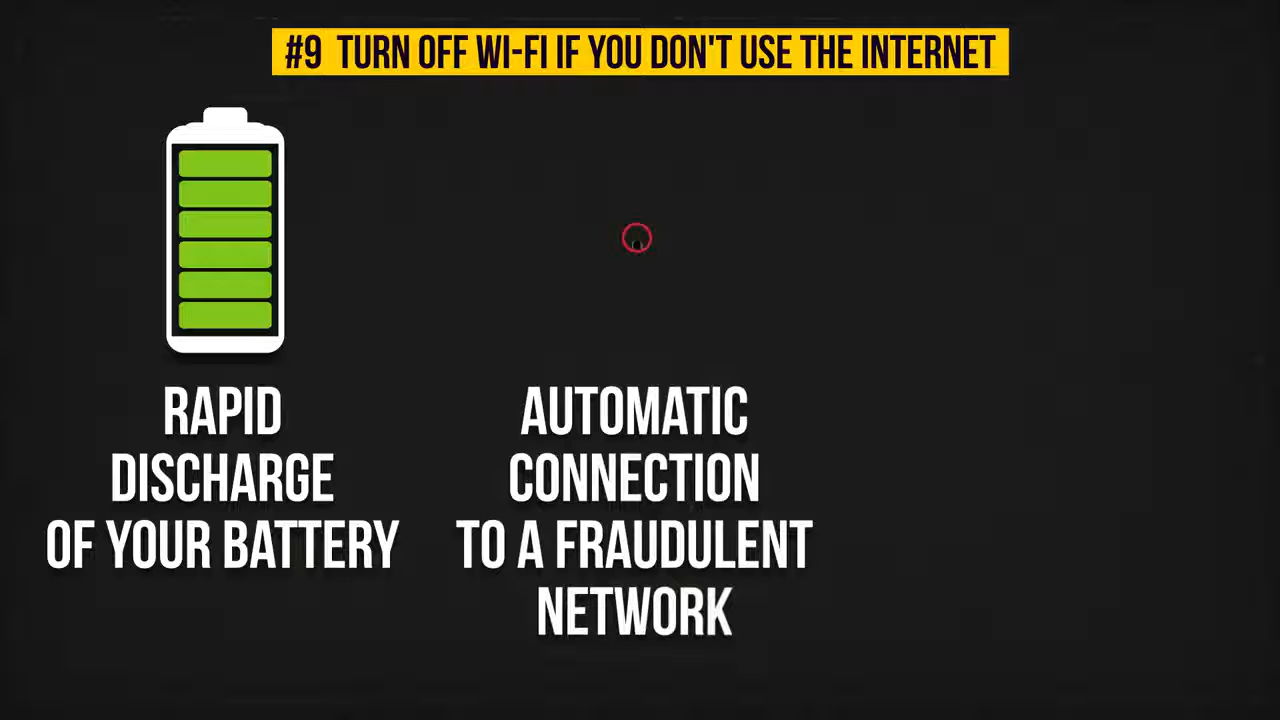 #9 TURN OFF WI-FI IF YOU DON'T USE THE INTERNET
RAPID
DISCHARGE
OF YOUR BATTERY
AUTOMATIC
CONNECTION
TO A FRAUDULENT
NETWORK